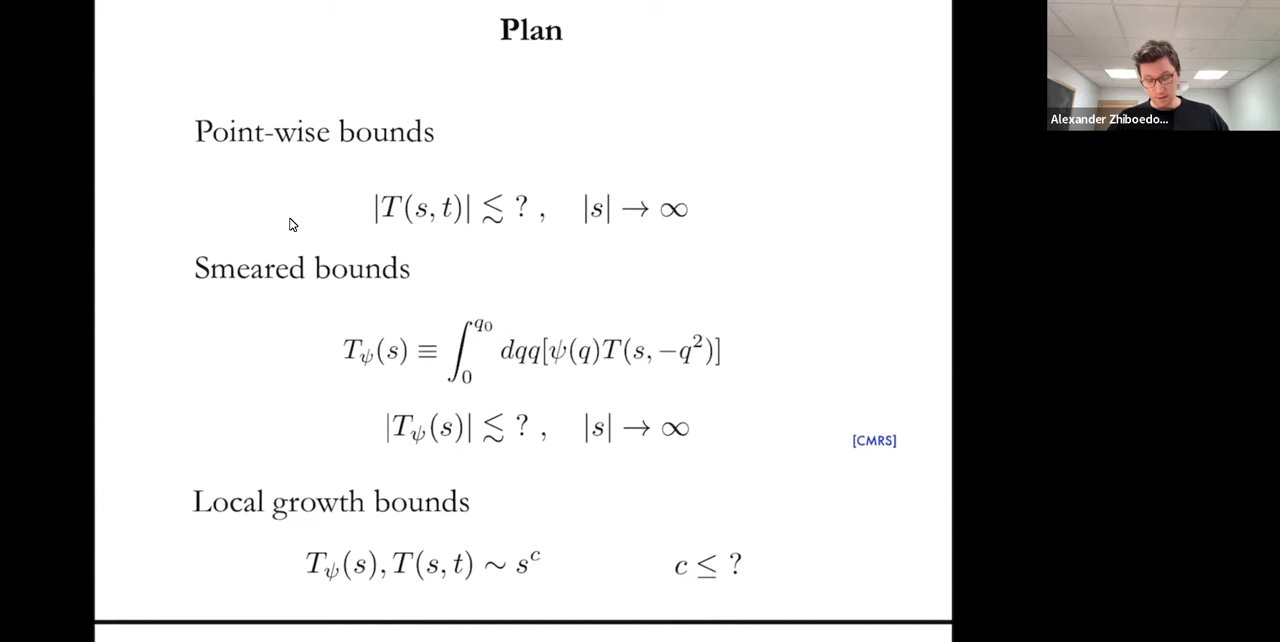 Plan
Point-wise bounds
|T(s, t)| ≲ ? , |s| → ∞
Smeared bounds
T_ψ(s) ≡ ∫_0^{q_0} dqq[ψ(q)T(s, −q²)]
|T_ψ(s)| ≲ ? , |s| → ∞
[CMRS]
Local growth bounds
T_ψ(s), T(s, t) ∼ s^c c ≤ ?
Alexander Zhiboedo...